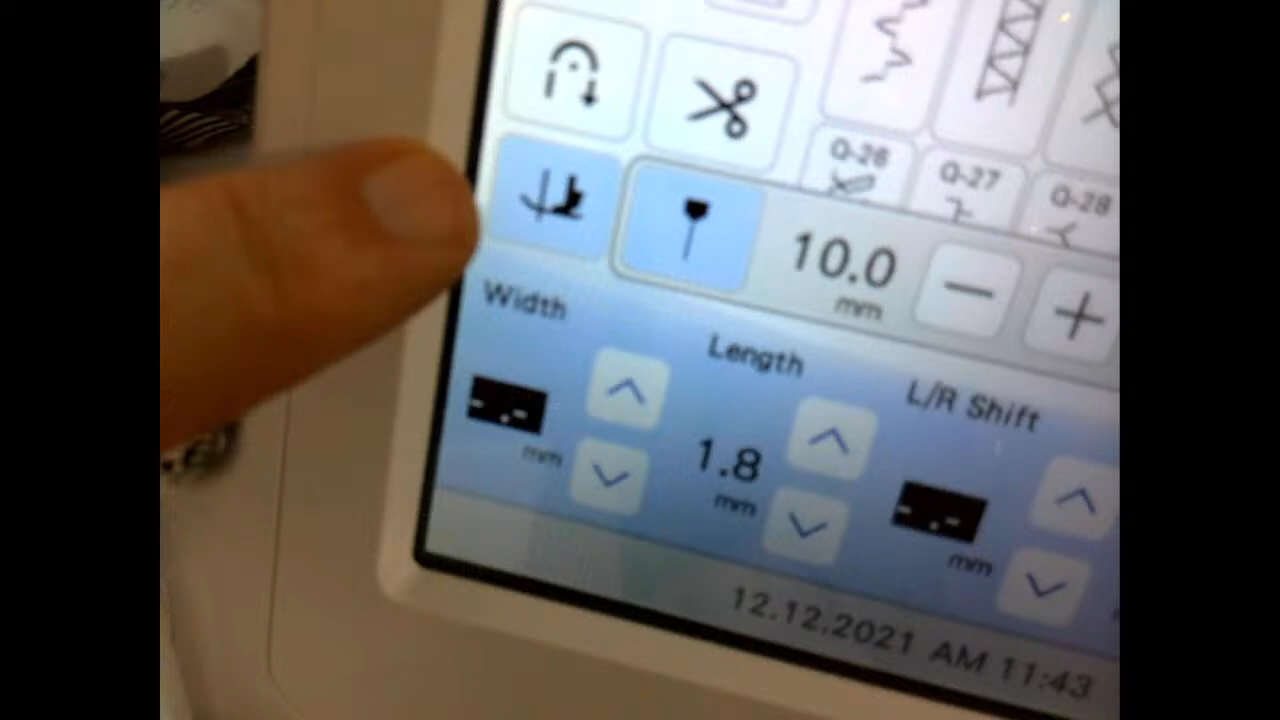 Q-26
Q-27
Q-28
10.0
mm
Width
Length
L/R Shift
-.-
mm
1.8
mm
-.-
mm
12.12.2021 AM 11:43